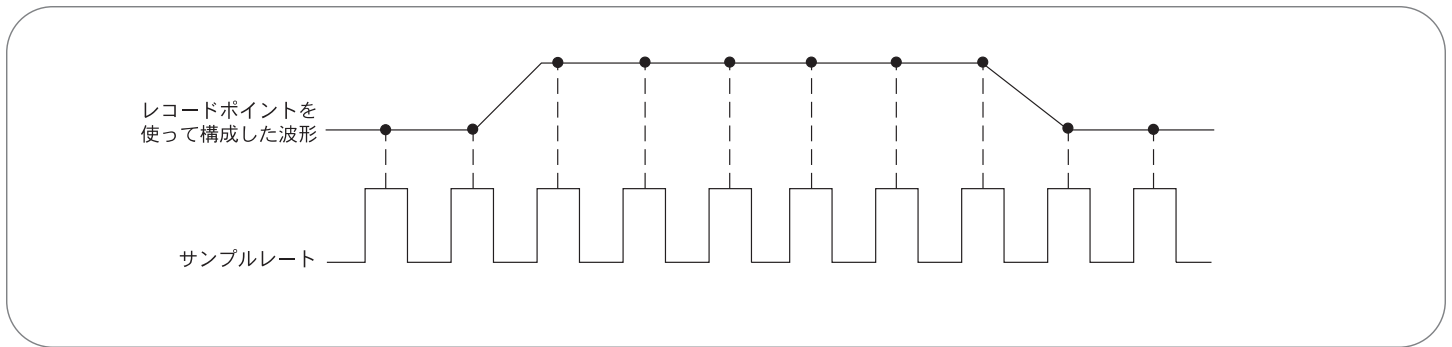 レコードポイントを
使って構成した波形
サンプルレート